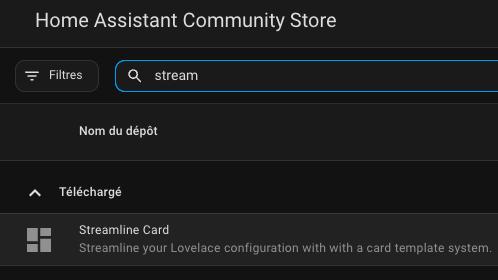 Home Assistant Community Store
Filtres
stream
Nom du dépôt
Téléchargé
Streamline Card
Streamline your Lovelace configuration with with a card template system.